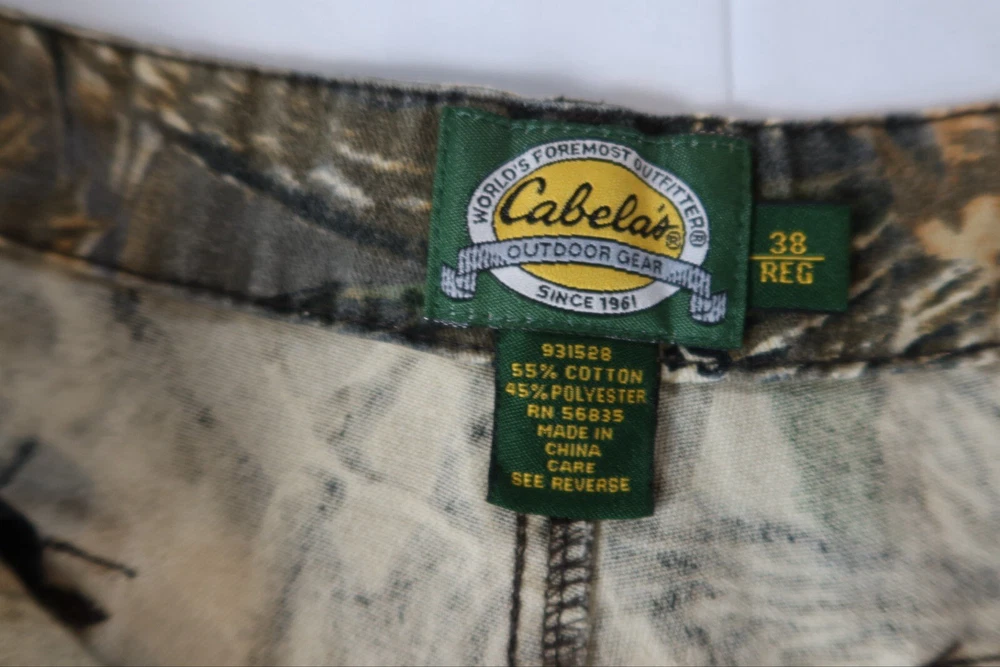 WORLD'S FOREMOST OUTFITTER®
Cabela's®
OUTDOOR GEAR
SINCE 1961
38
REG
931528
55% COTTON
45% POLYESTER
RN 56835
MADE IN
CHINA
CARE
SEE REVERSE